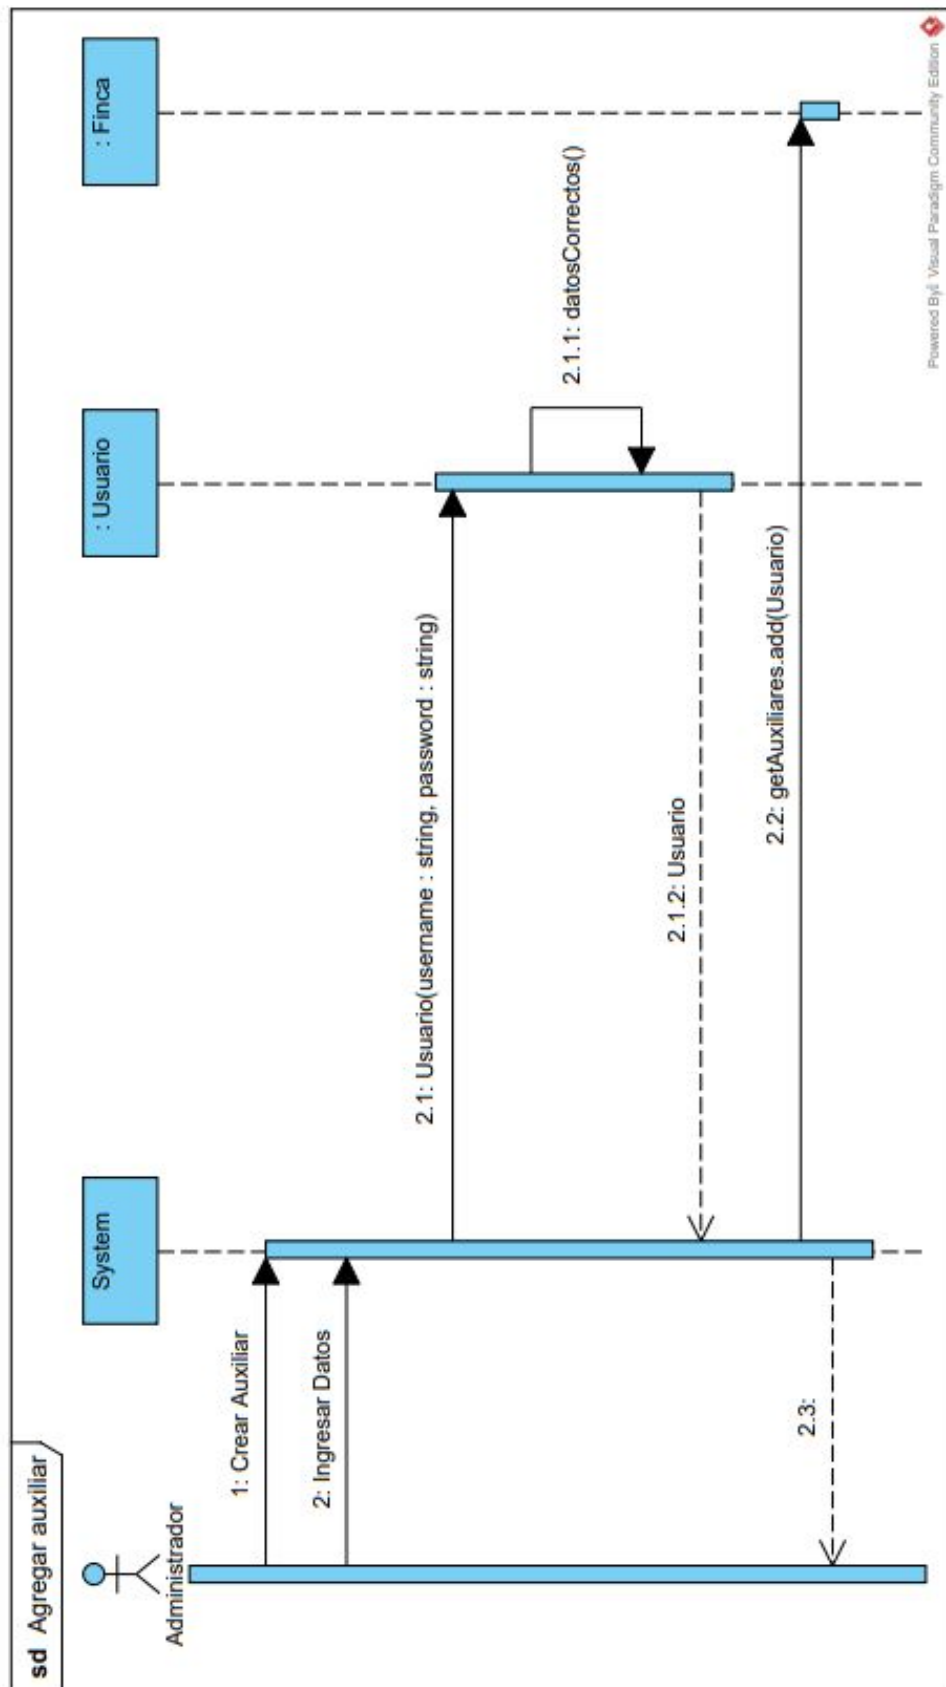 sd Agregar auxiliar
Administrador
System
: Usuario
: Finca
1: Crear Auxiliar
2: Ingresar Datos
2.1: Usuario(username : string, password : string)
2.1.1: datosCorrectos()
2.1.2: Usuario
2.2: getAuxiliares.add(Usuario)
2.3:
Powered By Visual Paradigm Community Edition